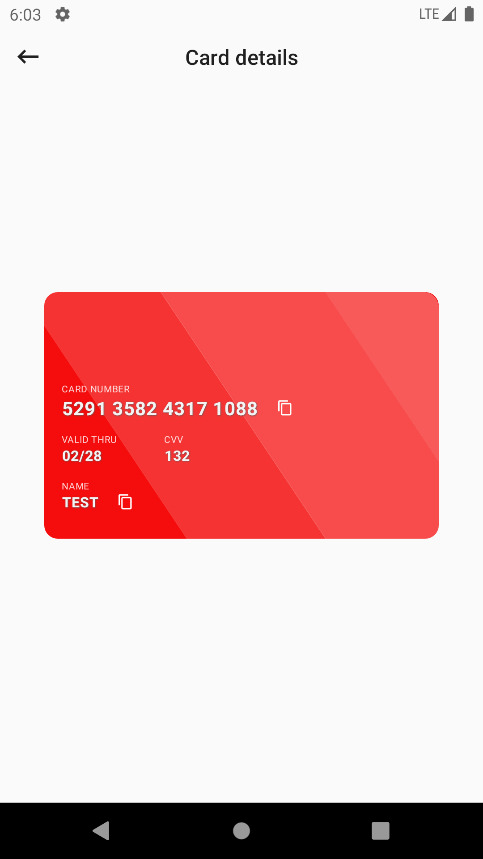 6:03 LTE
Card details
CARD NUMBER
5291 3582 4317 1088
VALID THRU CVV
02/28 132
NAME
TEST